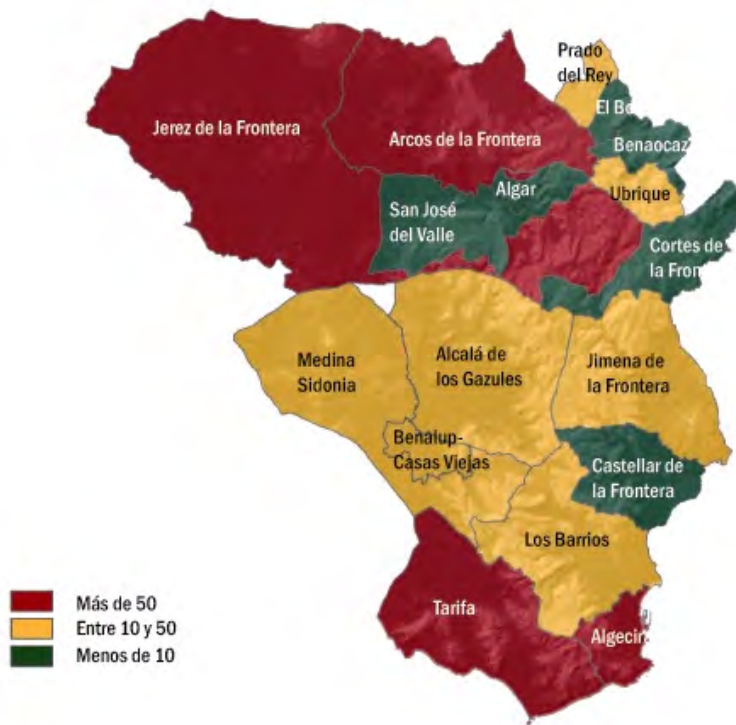 Prado
del Rey
El Bo
Jerez de la Frontera
Arcos de la Frontera
Benaocaz
Algar
Ubrique
San José
del Valle
Cortes de
la Fron
Medina
Sidonia
Alcalá de
los Gazules
Jimena de
la Frontera
Benalup-
Casas Viejas
Castellar de
la Frontera
Los Barrios
Más de 50
Entre 10 y 50
Menos de 10
Tarifa
Algecir